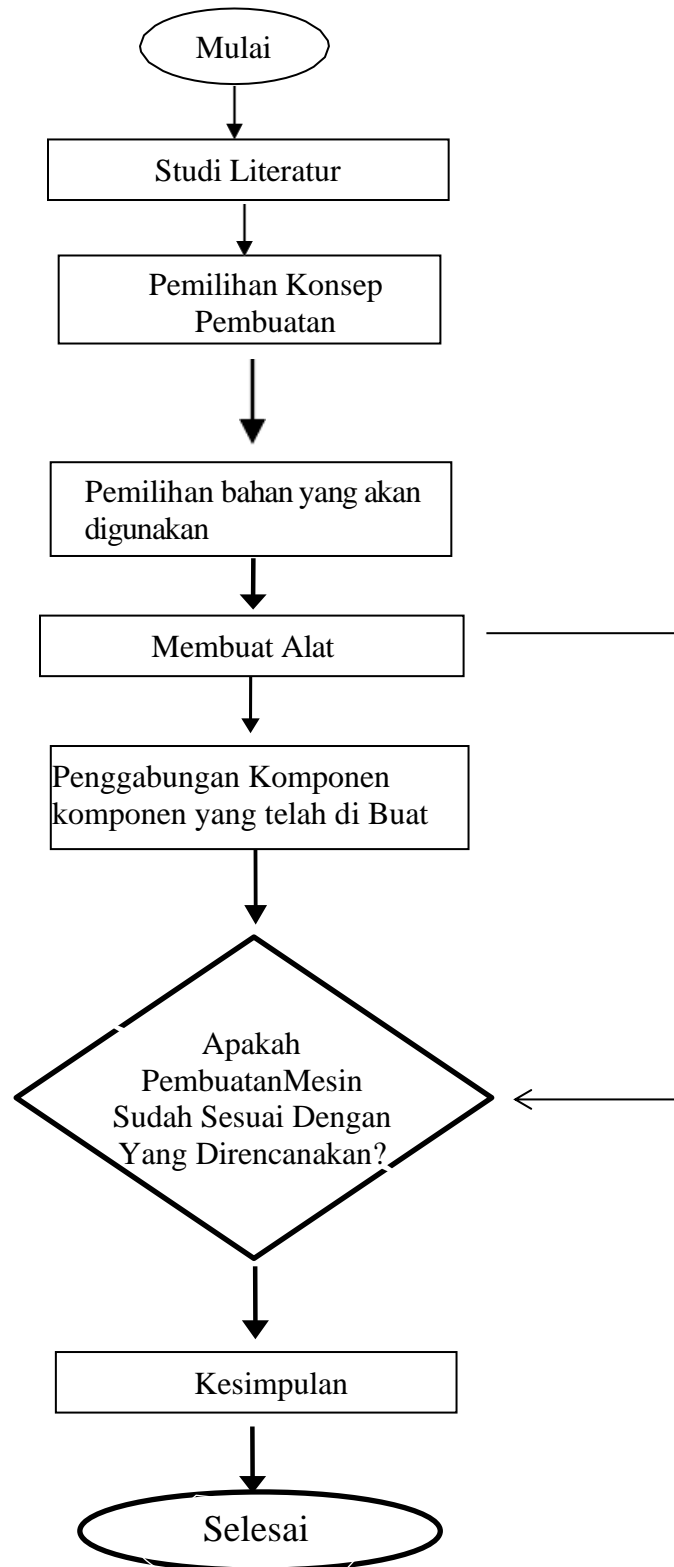 Mulai
Studi Literatur
Pemilihan Konsep
Pembuatan
Pemilihan bahan yang akan
digunakan
Membuat Alat
Penggabungan Komponen
komponen yang telah di Buat
Apakah
PembuatanMesin
Sudah Sesuai Dengan
Yang Direncanakan?
Kesimpulan
Selesai